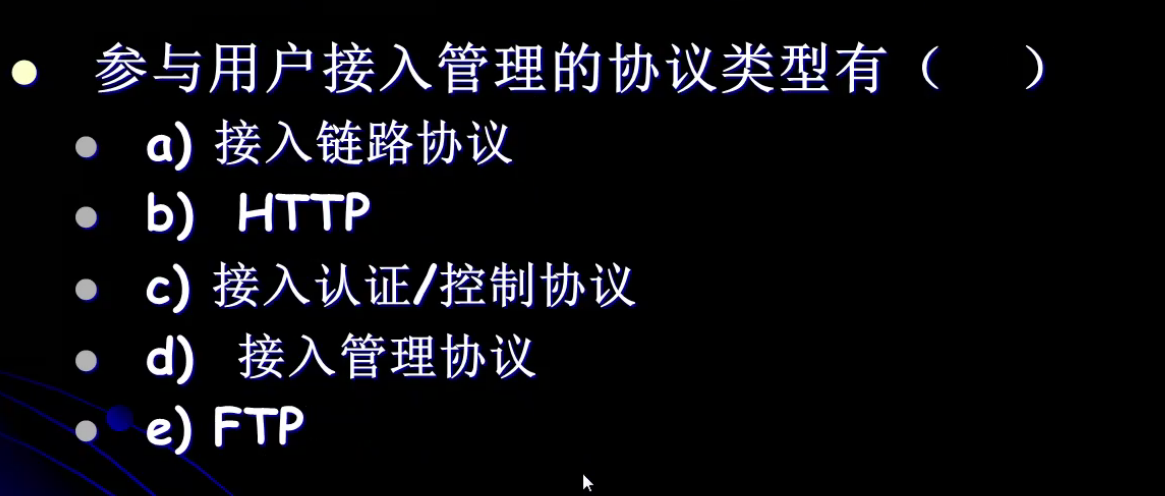 参与用户接入管理的协议类型有（    ）
a) 接入链路协议
b) HTTP
c) 接入认证/控制协议
d) 接入管理协议
e) FTP